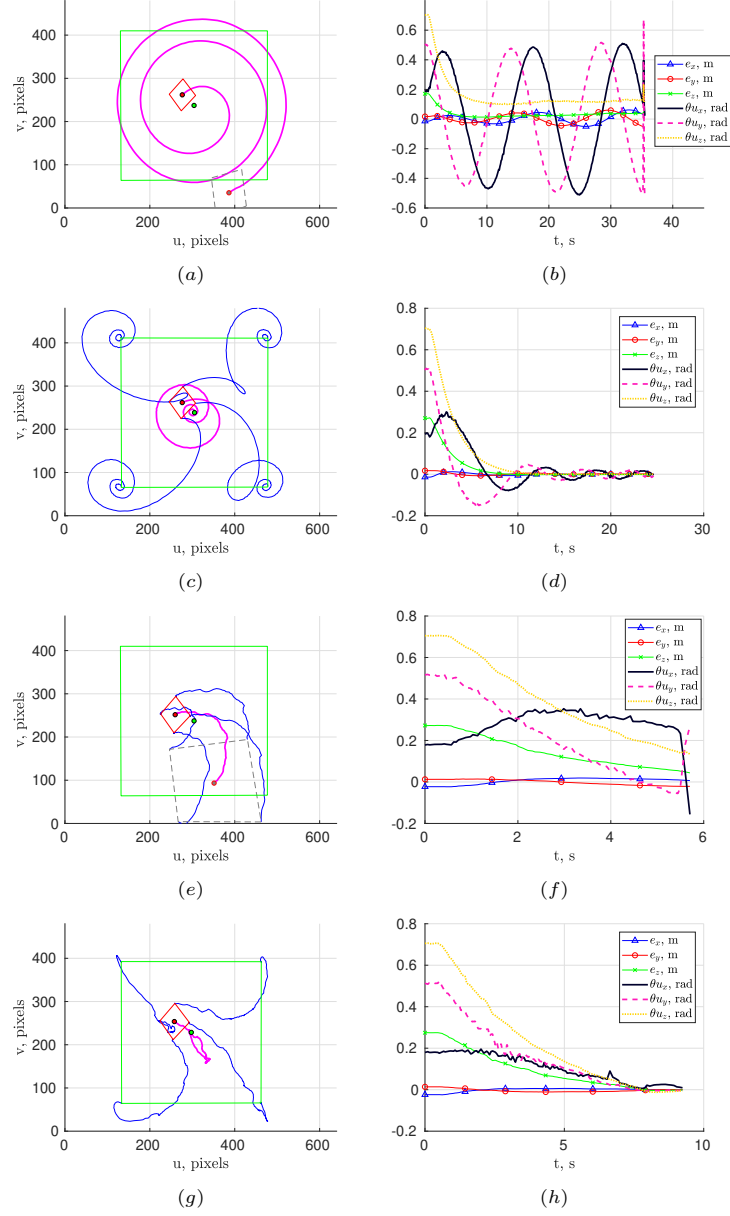 400
300
200
100
0
0
200
400
600
v, pixels
u, pixels
(a)
0.8
0.6
0.4
0.2
0
-0.2
-0.4
-0.6
0
10
20
30
40
t, s
e_x, m
e_y, m
e_z, m
θu_x, rad
θu_y, rad
θu_z, rad
(b)
400
300
200
100
0
0
200
400
600
v, pixels
u, pixels
(c)
0.8
0.6
0.4
0.2
0
-0.2
0
10
20
30
t, s
e_x, m
e_y, m
e_z, m
θu_x, rad
θu_y, rad
θu_z, rad
(d)
400
300
200
100
0
0
200
400
600
v, pixels
u, pixels
(e)
0.8
0.6
0.4
0.2
0
-0.2
0
2
4
6
t, s
e_x, m
e_y, m
e_z, m
θu_x, rad
θu_y, rad
θu_z, rad
(f)
400
300
200
100
0
0
200
400
600
v, pixels
u, pixels
(g)
0.8
0.6
0.4
0.2
0
-0.2
0
5
10
t, s
e_x, m
e_y, m
e_z, m
θu_x, rad
θu_y, rad
θu_z, rad
(h)